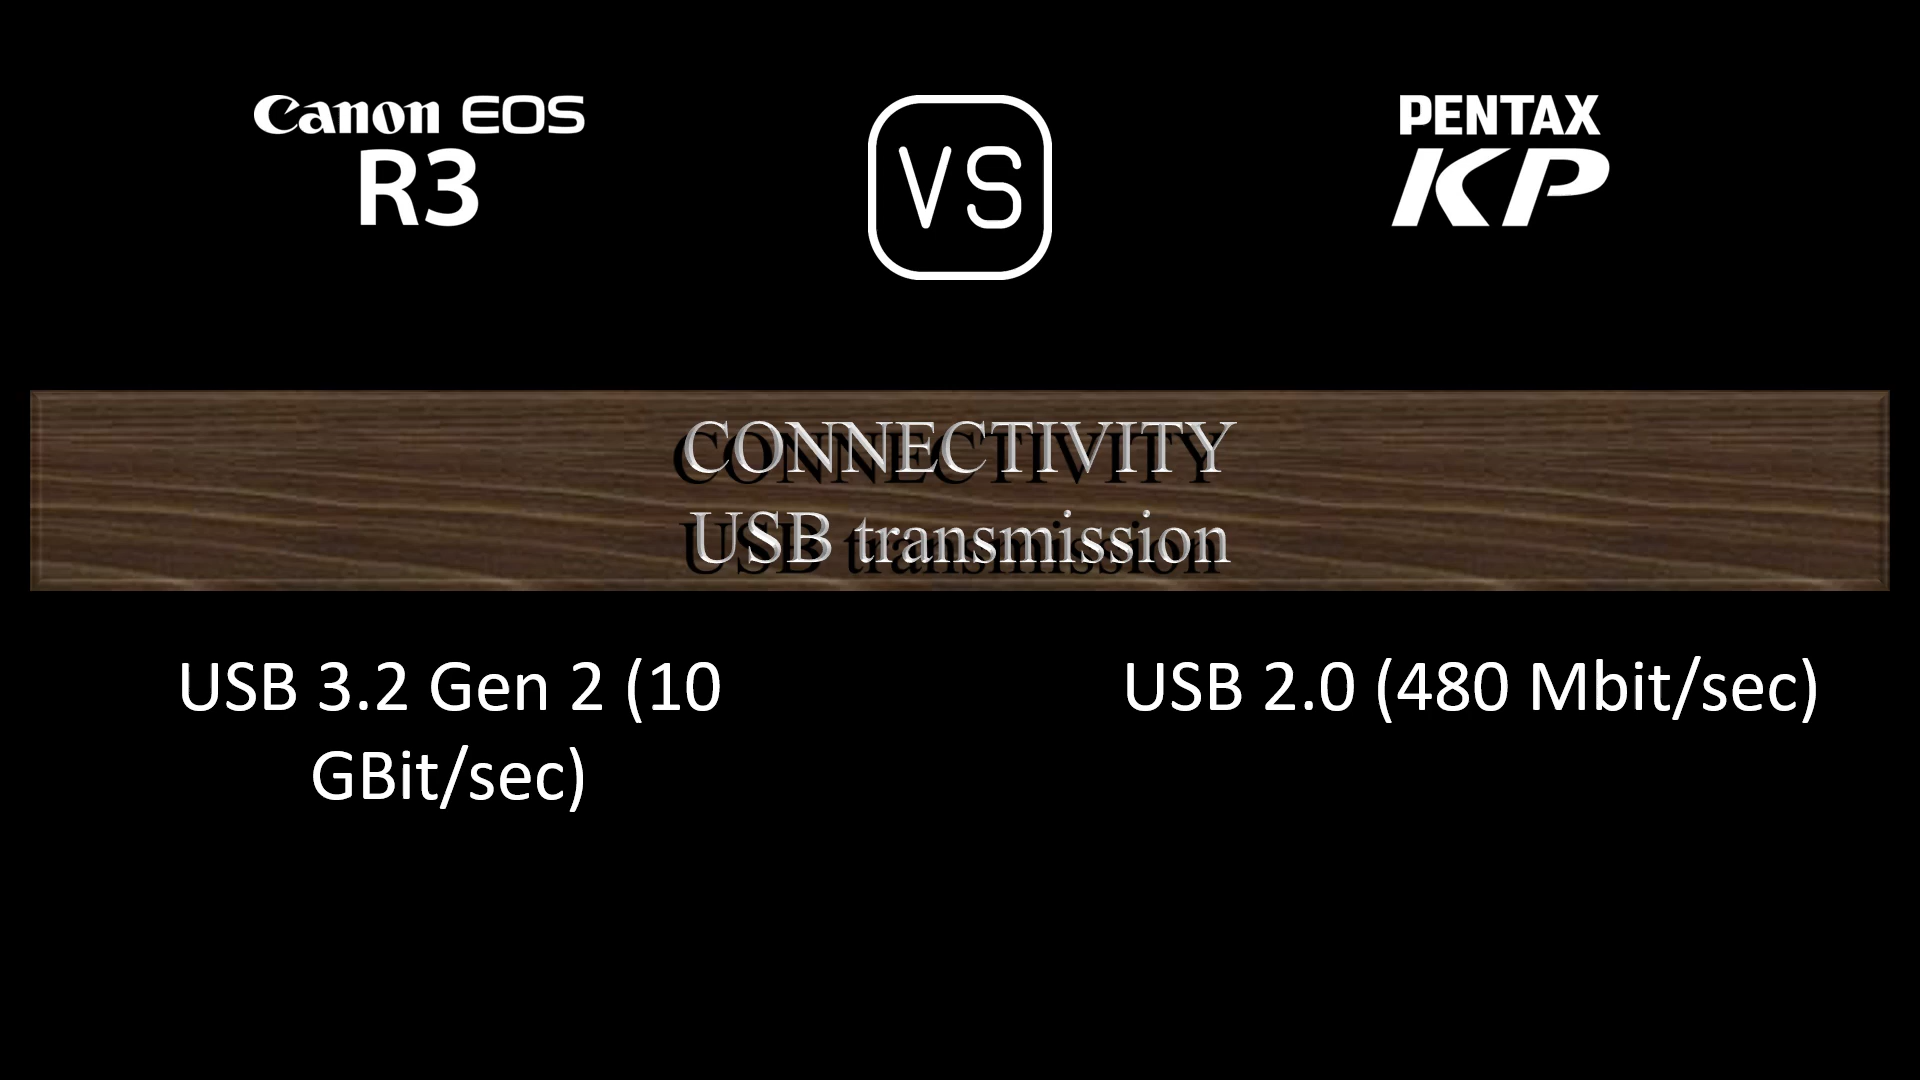 Canon EOS
R3
VS
PENTAX
KP
CONNECTIVITY
USB transmission
USB 3.2 Gen 2 (10
GBit/sec)
USB 2.0 (480 Mbit/sec)